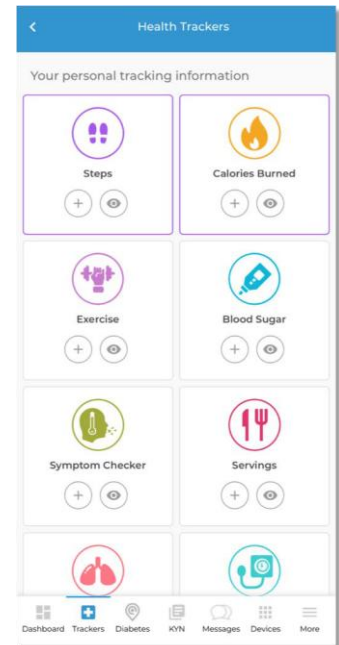 Health Trackers
Your personal tracking information
Steps
Calories Burned
Exercise
Blood Sugar
Symptom Checker
Servings
Dashboard Trackers Diabetes KYN Messages Devices More